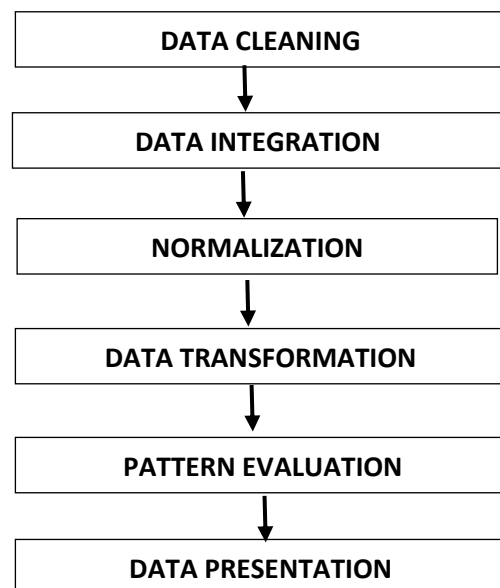 DATA CLEANING
DATA INTEGRATION
NORMALIZATION
DATA TRANSFORMATION
PATTERN EVALUATION
DATA PRESENTATION